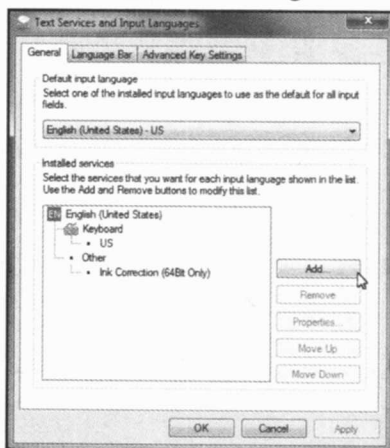 Text Services and Input Languages
General Language Bar Advanced Key Settings
Default input language
Select one of the installed input languages to use as the default for all input
fields.
English (United States) - US
Installed services
Select the services that you want for each input language shown in the list.
Use the Add and Remove buttons to modify this list.
EN English (United States)
Keyboard
• US
• Other
• Ink Correction (64Bit Only)
Add...
Remove
Properties...
Move Up
Move Down
OK Cancel Apply